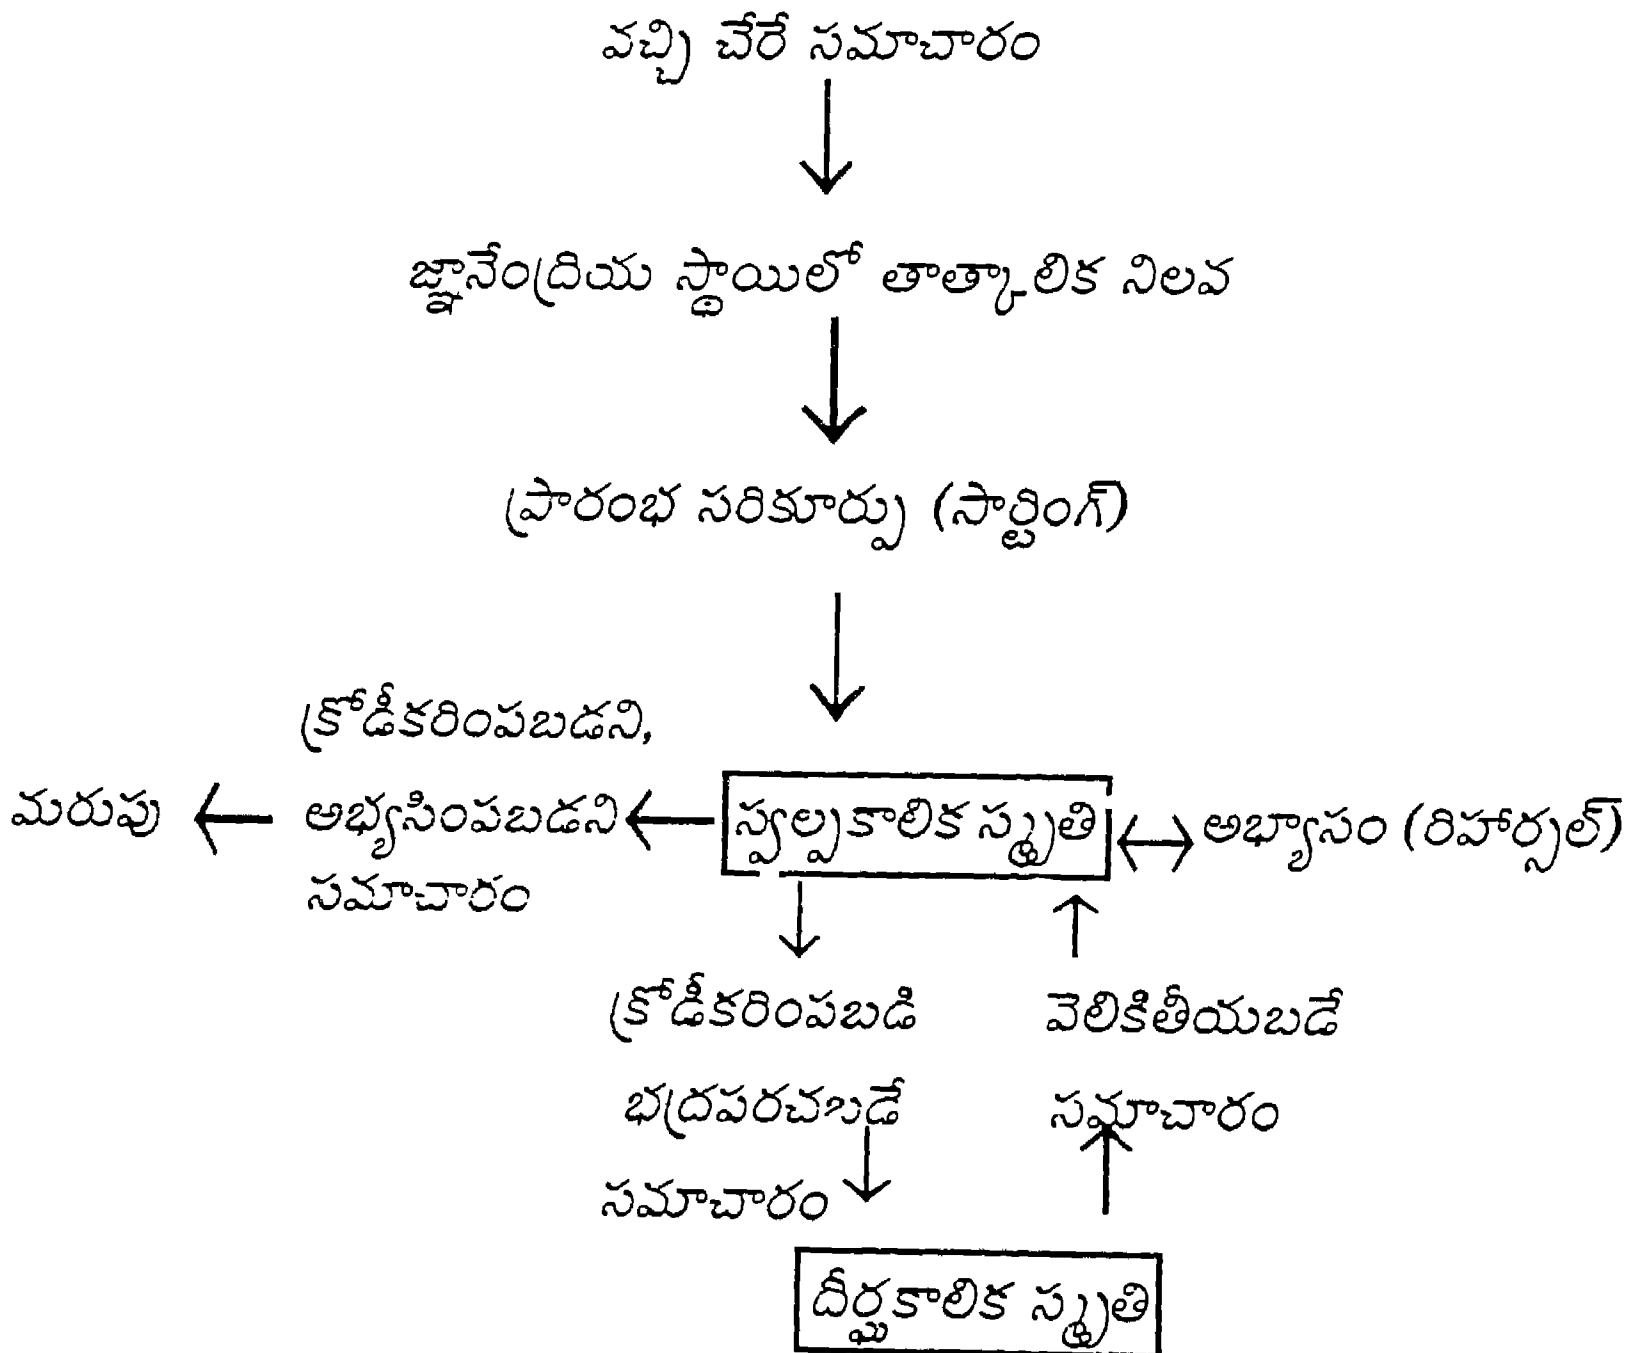 వచ్చి చేరే సమాచారం
జ్ఞానేంద్రియ స్థాయిలో తాత్కాలిక నిలవ
ప్రారంభ సరికూర్పు (సార్టింగ్)
క్రోడీకరింపబడని,
మరుపు
అభ్యసింపబడని
సమాచారం
స్వల్పకాలిక స్మృతి
అభ్యాసం (రిహార్సల్)
క్రోడీకరింపబడి
భద్రపరచబడే
సమాచారం
వెలికితీయబడే
సమాచారం
దీర్ఘకాలిక స్మృతి